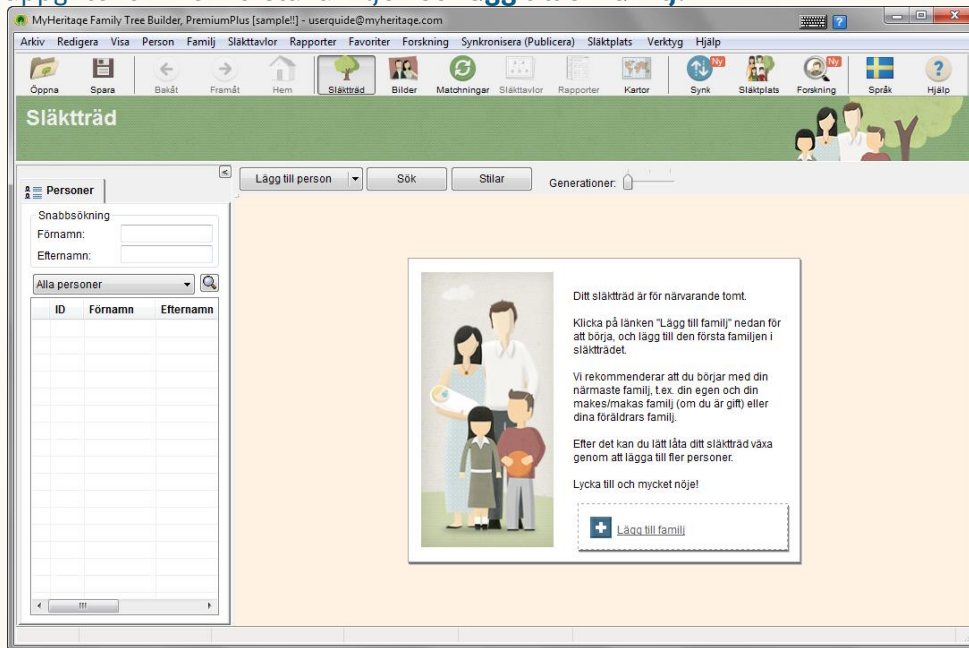 MyHeritage Family Tree Builder, PremiumPlus [sample!!] - userguide@myheritage.com
Arkiv Redigera Visa Person Familj Släkttavlor Rapporter Favoriter Forskning Synkronisera (Publicera) Släktplats Verktyg Hjälp
Ny Ny
Öppna Spara Bakåt Framåt Hem Släktträd Bilder Matchningar Släkttavlor Rapporter Kartor Synk Släktplats Forskning Språk Hjälp
Släktträd
Personer
Lägg till person Sök Stilar Generationer:
Snabbsökning
Förnamn:
Efternamn:
Alla personer
ID Förnamn Efternamn
Ditt släktträd är för närvarande tomt.
Klicka på länken "Lägg till familj" nedan för
att börja, och lägg till den första familjen i
släktträdet.
Vi rekommenderar att du börjar med din
närmaste familj, t.ex. din egen och din
makes/makas familj (om du är gift) eller
dina föräldrars familj.
Efter det kan du lätt låta ditt släktträd växa
genom att lägga till fler personer.
Lycka till och mycket nöje!
Lägg till familj